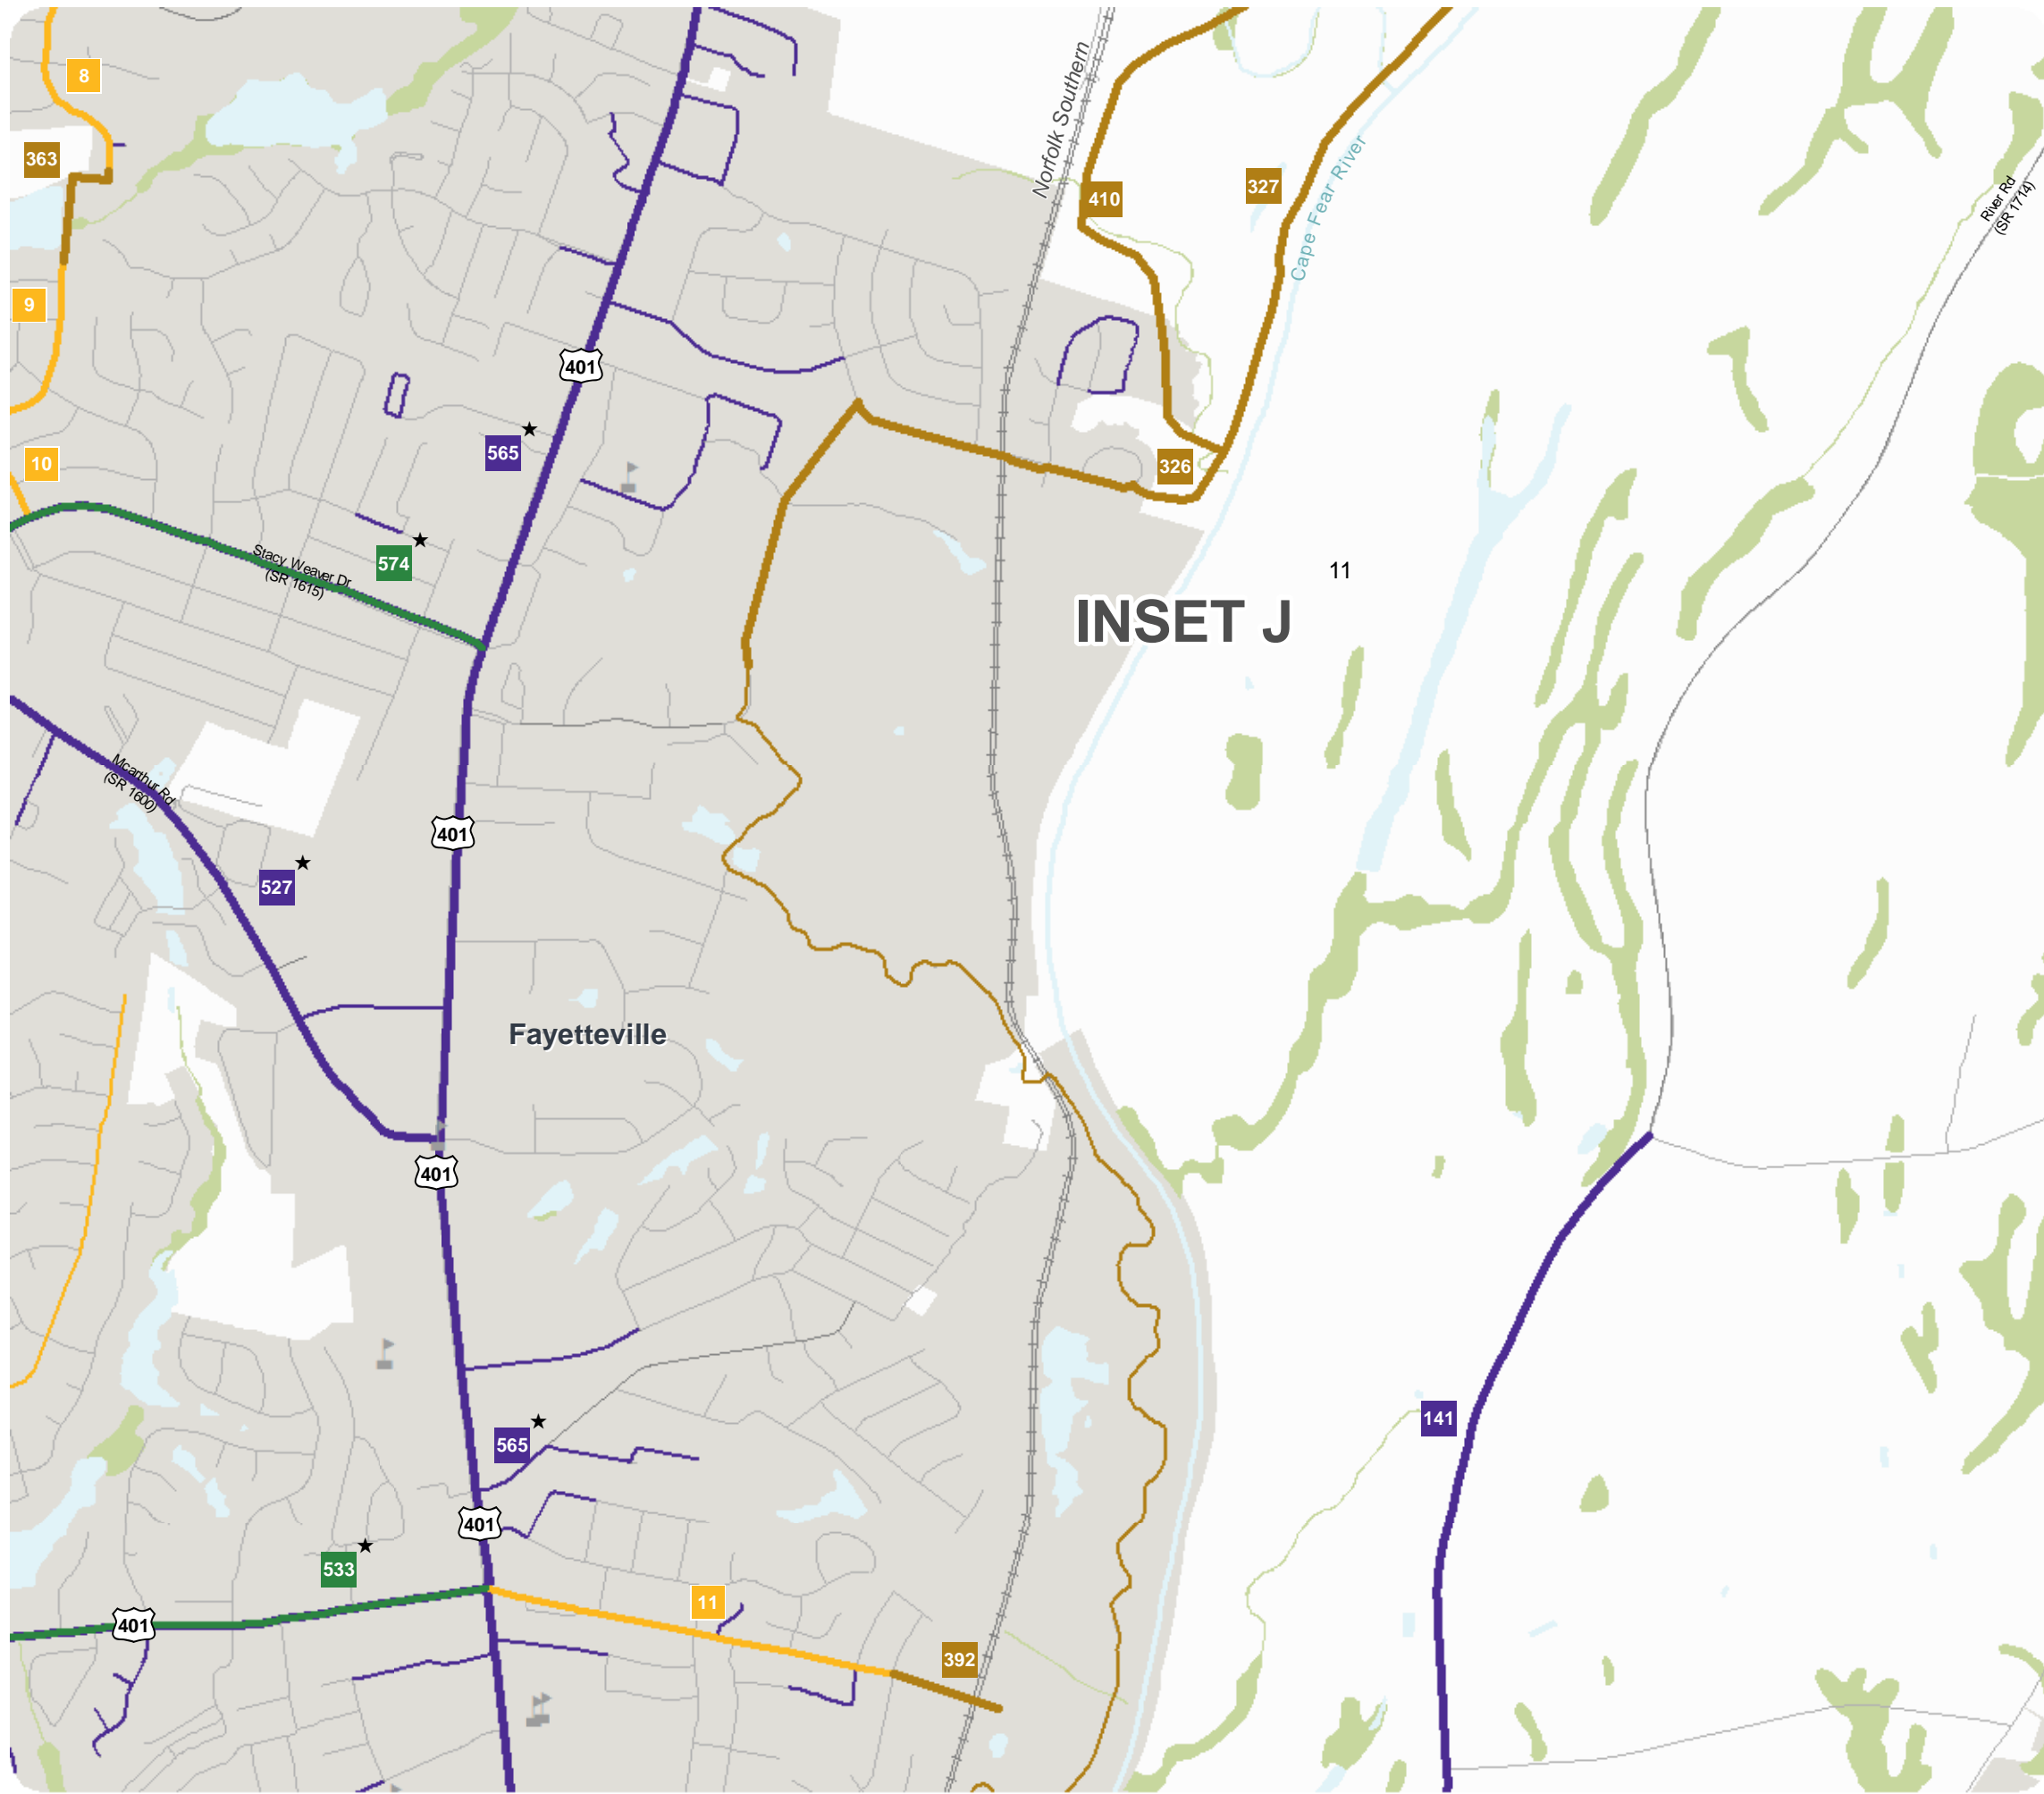 8
Norfolk Southern
363
410
327
Cape Fear River
River Rd
(SR 1714)
9
401
565
10
326
574
Stacy Weaver Dr
(SR 1615)
11
INSET J
Mcarthur Rd
(SR 1600)
401
527
Fayetteville
401
141
565
401
533
11
401
392